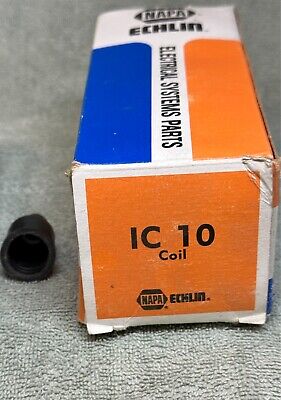 NAPA
ECHLIN
ELECTRICAL SYSTEMS PARTS
IC 10
Coil
NAPA® ECHLIN®